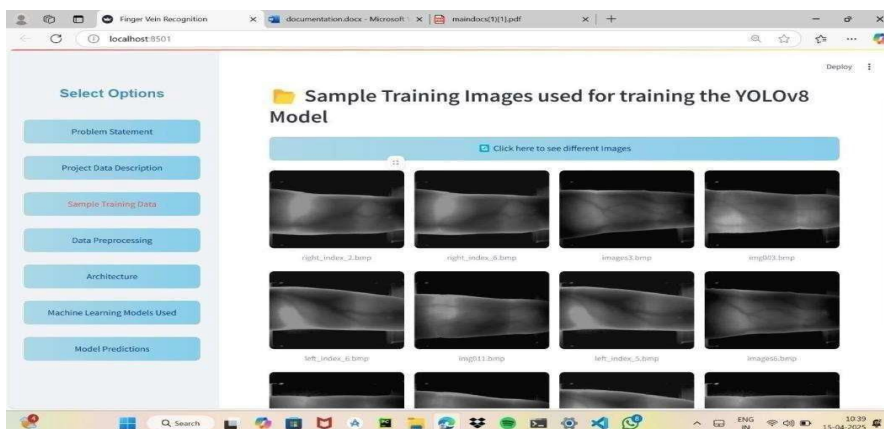 Finger Vein Recognition
documentation.docx - Microsoft
maindocs(1)[1].pdf
localhost:8501
Deploy
Select Options
Problem Statement
Project Data Description
Sample Training Data
Data Preprocessing
Architecture
Machine Learning Models Used
Model Predictions
Sample Training Images used for training the YOLOv8
Model
Click here to see different images
right_index_2.bmp
right_index_6.bmp
images3.bmp
img003.bmp
left_index_6.bmp
img011.bmp
left_index_5.bmp
images6.bmp
Search
ENG
IN
10:39
15-04-2025